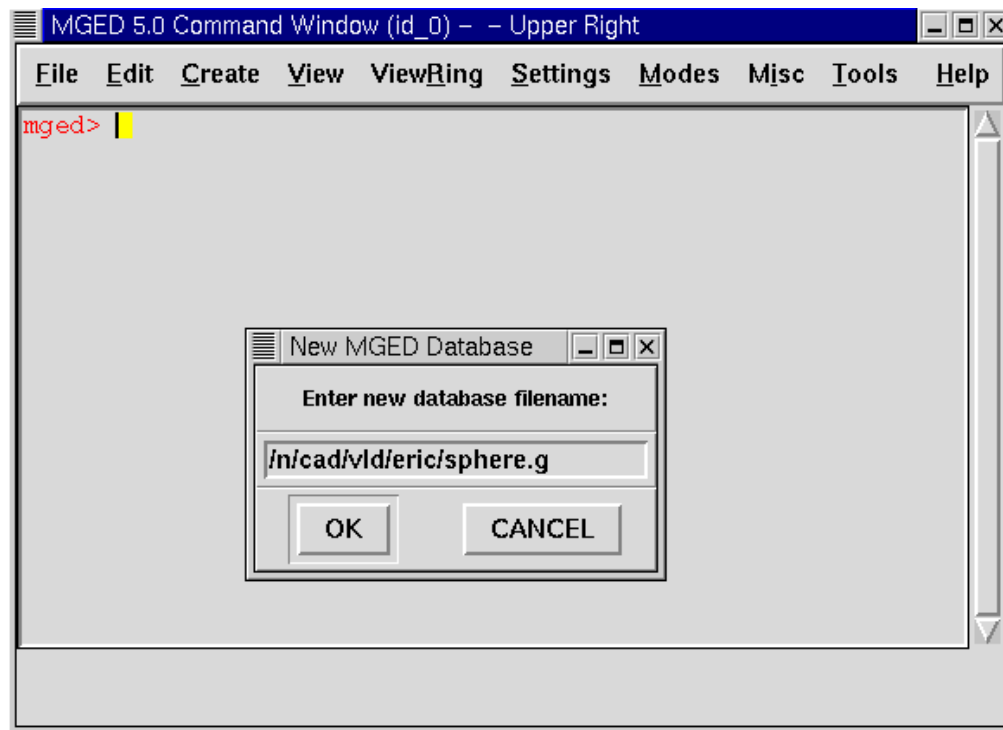 MGED 5.0 Command Window (id_0) – – Upper Right
File Edit Create View ViewRing Settings Modes Misc Tools Help
mged>
New MGED Database
Enter new database filename:
/n/cad/vld/eric/sphere.g
OK CANCEL